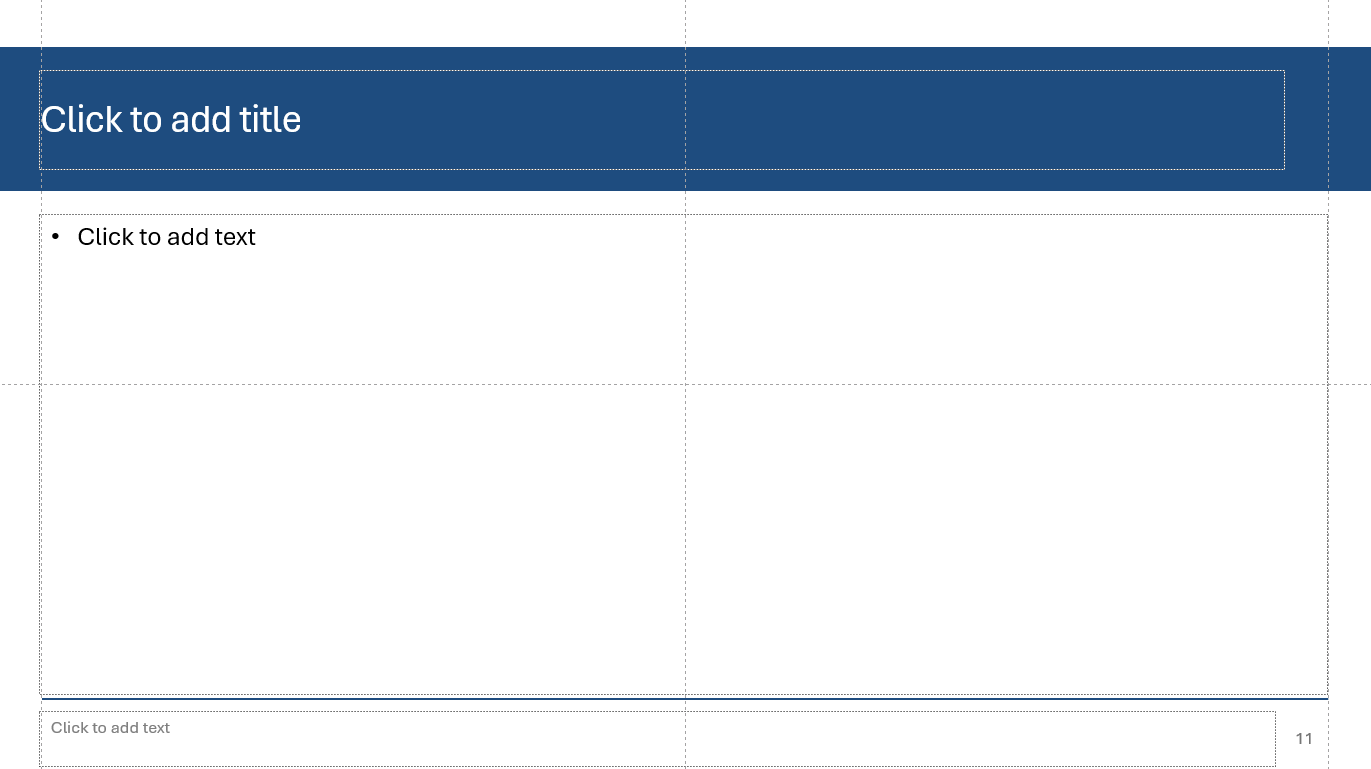 Click to add title
• Click to add text
Click to add text
11